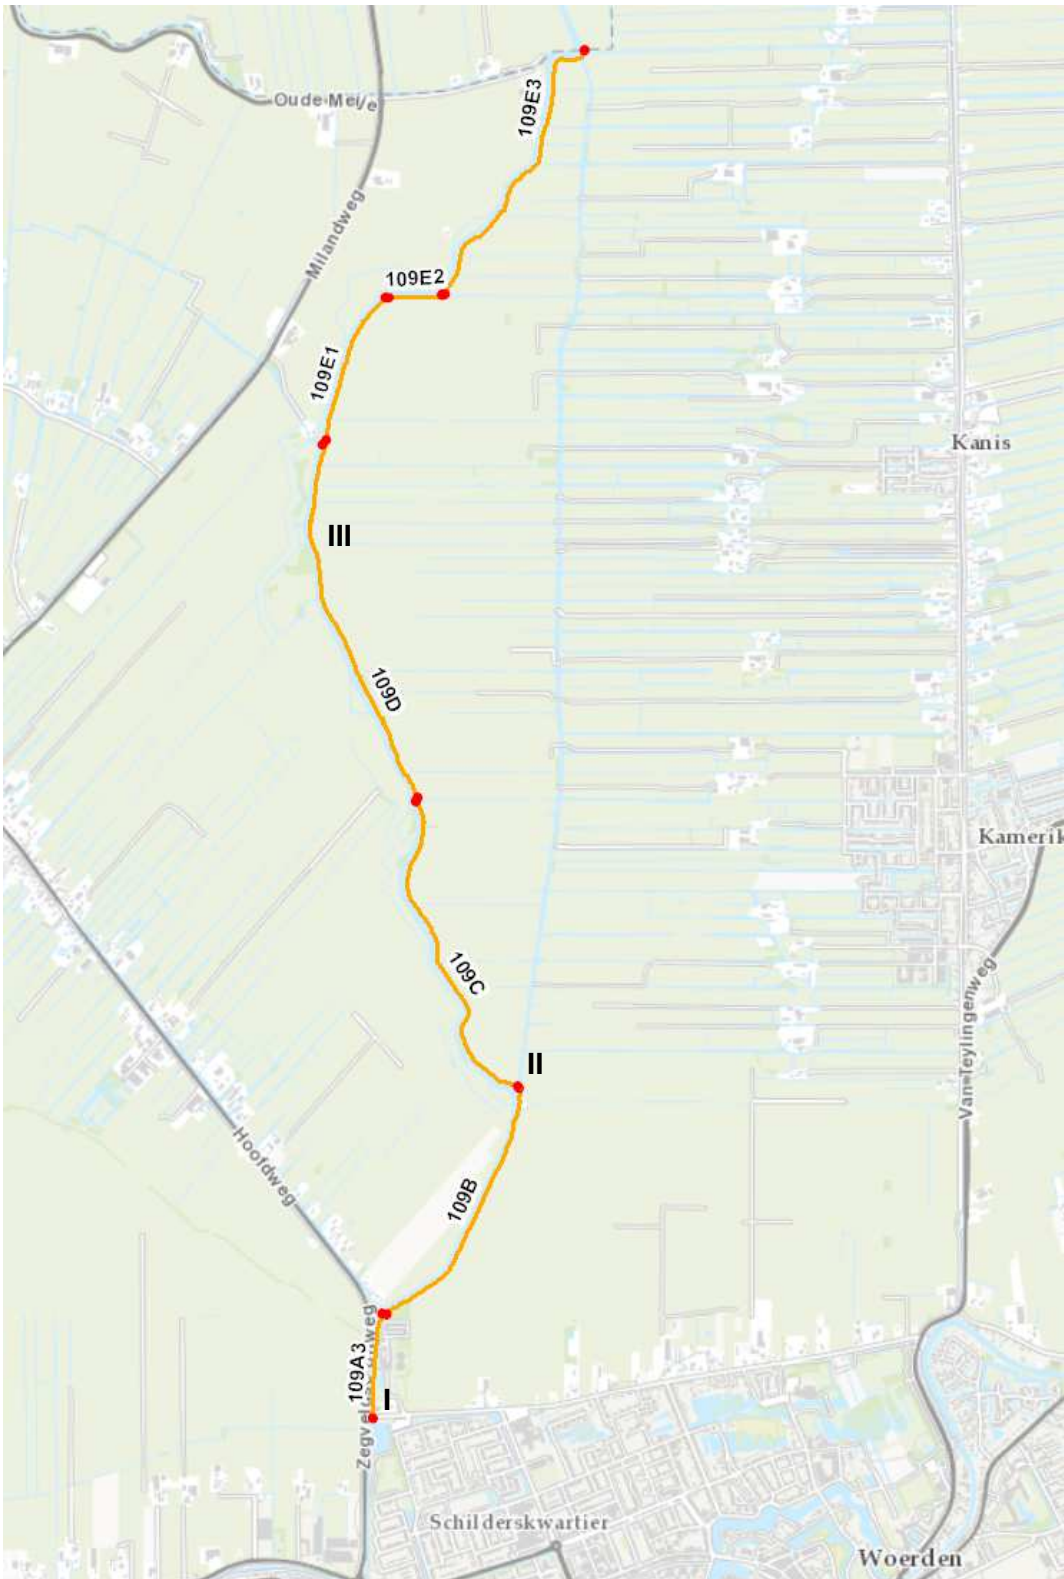 Oude Meije
109E3
Milandweg
109E2
109E1
Kanis
III
109D
Kamerik
109C
Van Teylingenweg
II
Hoofdweg
109B
109A3
I
Schilderskwartier
Woerden